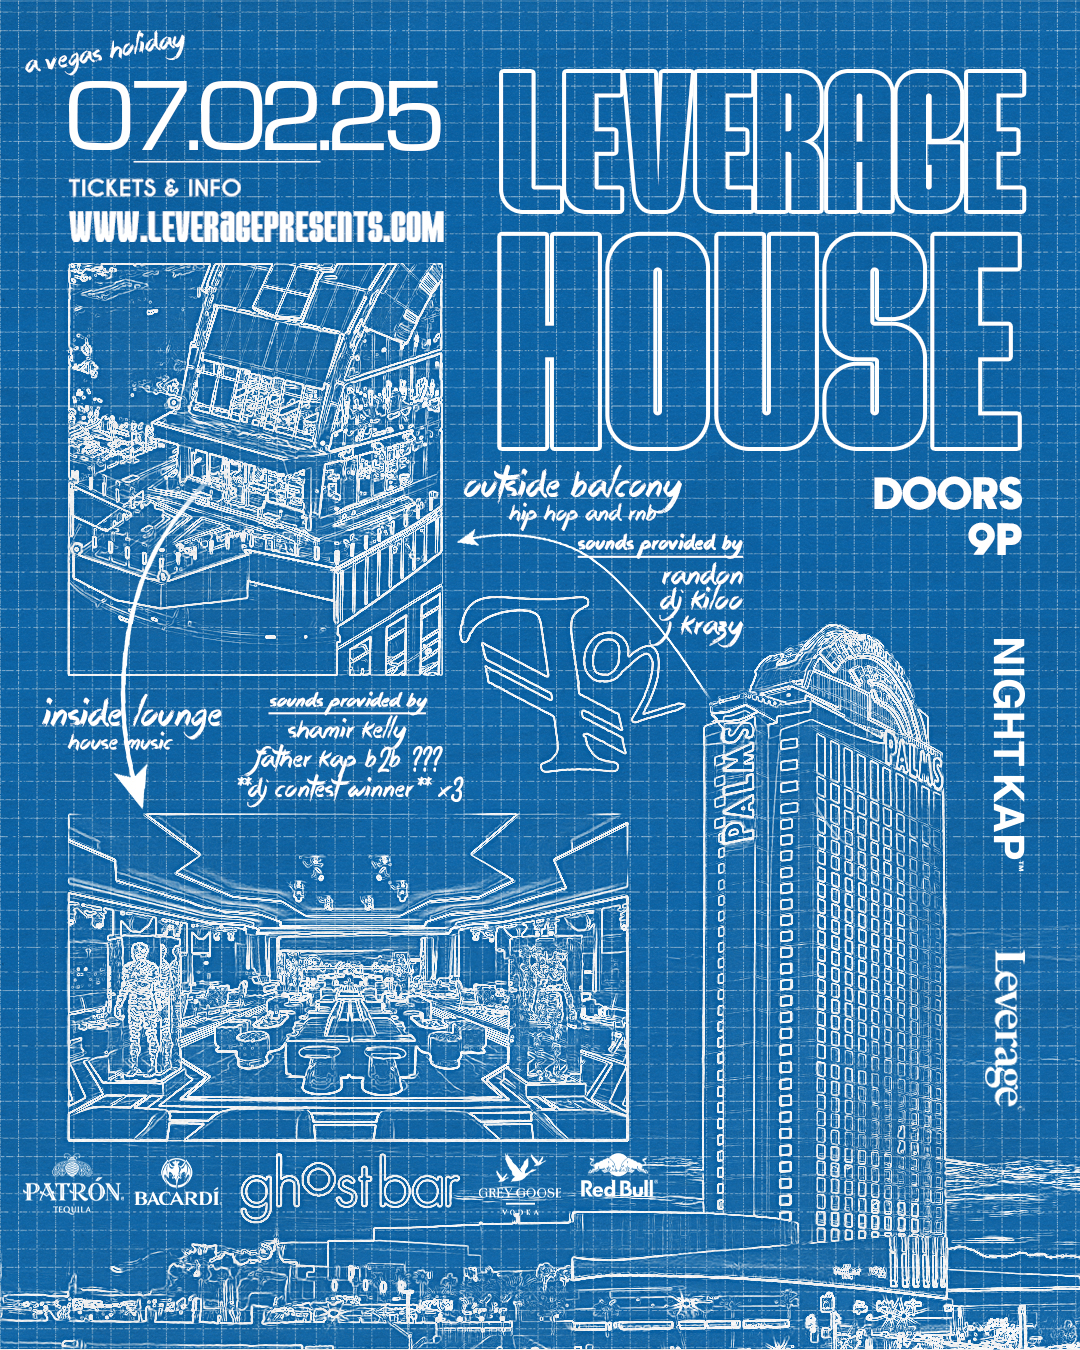 a vegas holiday
07.02.25
TICKETS & INFO
WWW.LEVERAGEPRESENTS.COM
LEVERAGE
HOUSE
DOORS
9P
outside balcony
hip hop and rnb
sounds provided by
randon
dj kiloo
krazy
inside lounge
house music
sounds provided by
shamir kelly
father kap b2b ???
**dj contest winner** x3
PALMS
PALMS
NIGHT KAP™
Leverage
PATRÓN
TEQUILA
BACARDÍ
ghostbar
GREY GOOSE
VODKA
Red Bull